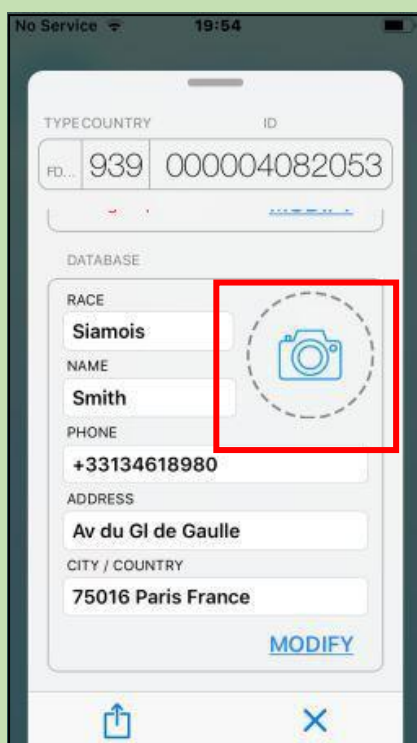 No Service 19:54
TYPE COUNTRY ID
FD... 939 000004082053
MODIFY
DATABASE
RACE
Siamois
NAME
Smith
PHONE
+33134618980
ADDRESS
Av du Gl de Gaulle
CITY / COUNTRY
75016 Paris France
MODIFY